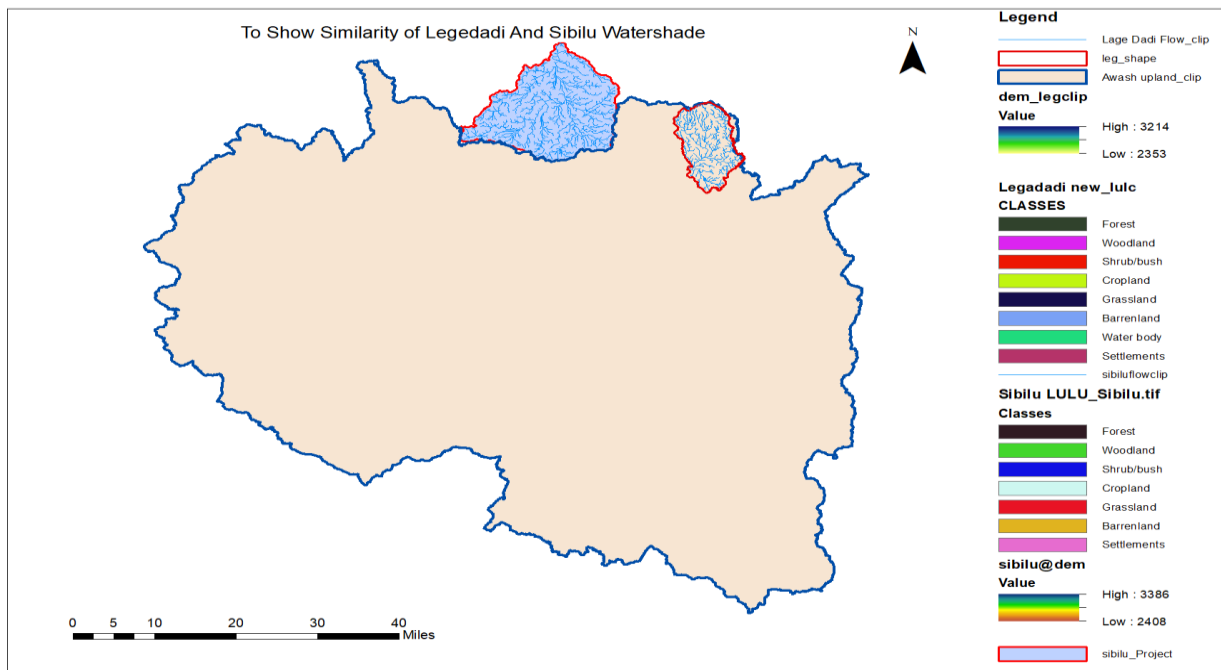 To Show Similarity of Legedadi And Sibilu Watershade
N
0 5 10 20 30 40
Miles
Legend
Lage Dadi Flow_clip
leg_shape
Awash upland_clip
dem_legclip
Value
High : 3214
Low : 2353
Legadadi new_lulc
CLASSES
Forest
Woodland
Shrub/bush
Cropland
Grassland
Barrenland
Water body
Settlements
sibiluflowclip
Sibilu LULU_Sibilu.tif
Classes
Forest
Woodland
Shrub/bush
Cropland
Grassland
Barrenland
Settlements
sibilu@dem
Value
High : 3386
Low : 2408
sibilu_Project